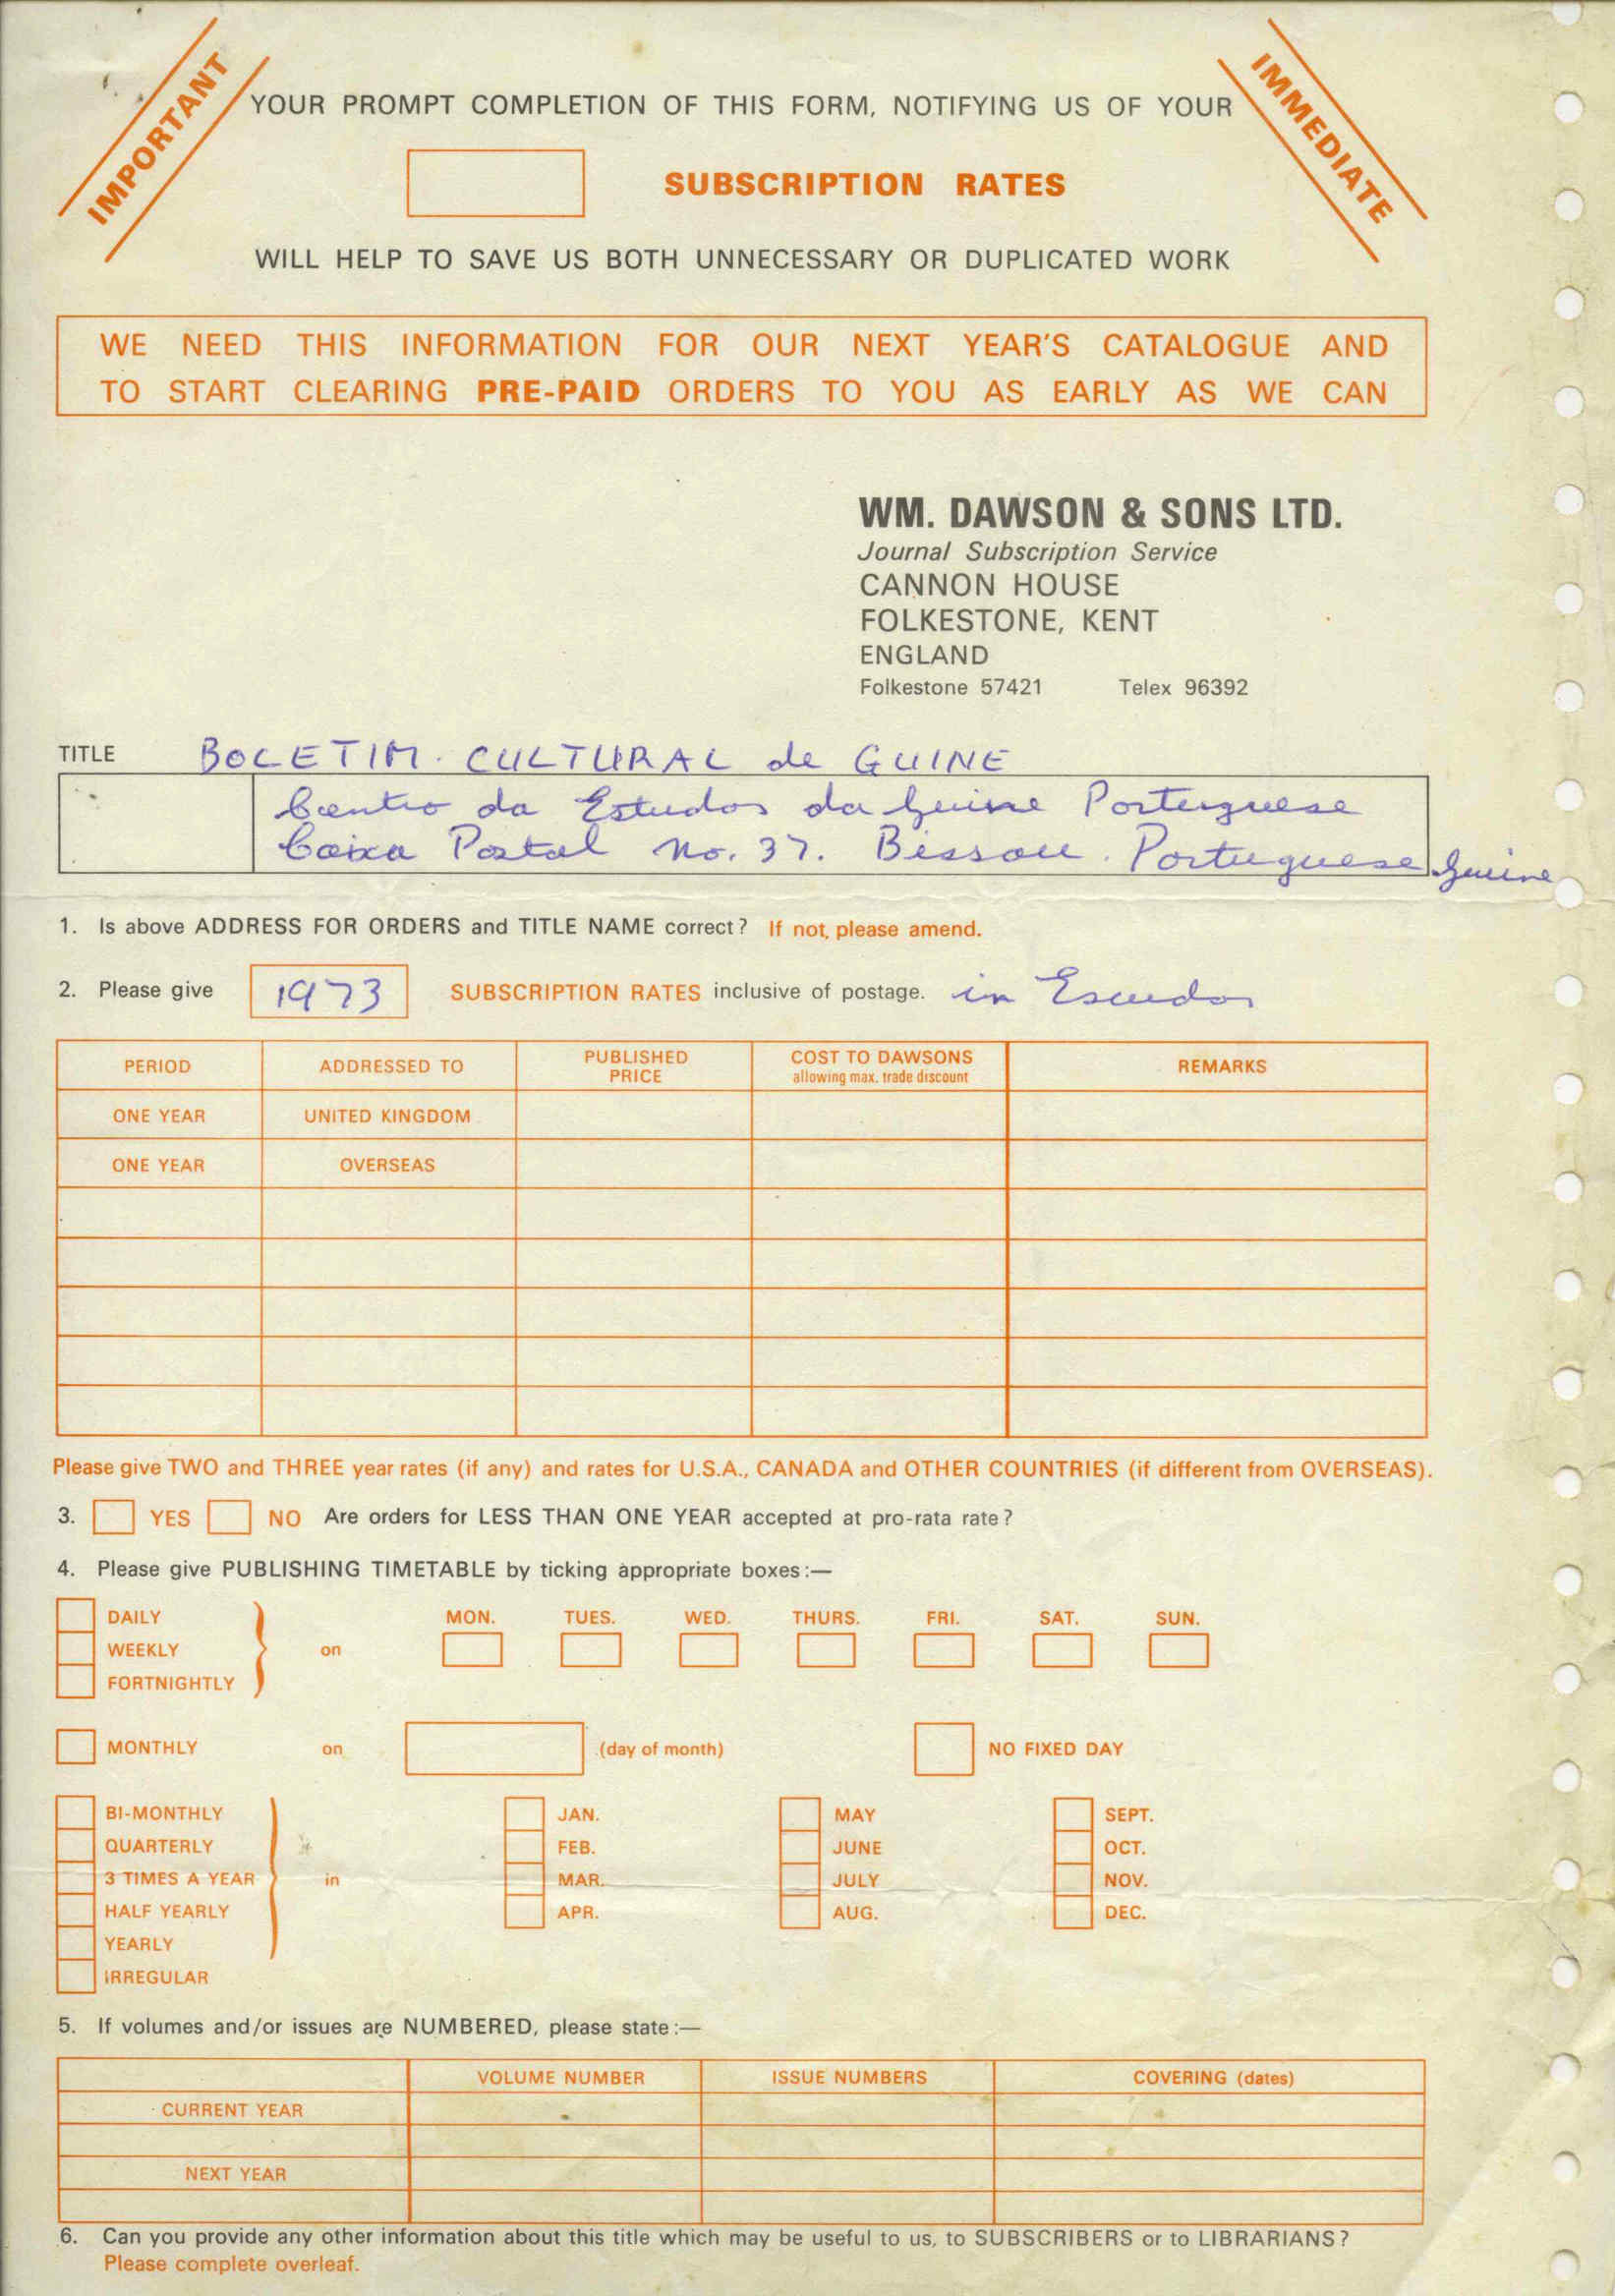 IMPORTANT
IMMEDIATE
YOUR PROMPT COMPLETION OF THIS FORM, NOTIFYING US OF YOUR
SUBSCRIPTION RATES
WILL HELP TO SAVE US BOTH UNNECESSARY OR DUPLICATED WORK
WE NEED THIS INFORMATION FOR OUR NEXT YEAR'S CATALOGUE AND
TO START CLEARING PRE-PAID ORDERS TO YOU AS EARLY AS WE CAN
WM. DAWSON & SONS LTD.
Journal Subscription Service
CANNON HOUSE
FOLKESTONE, KENT
ENGLAND
Folkestone 57421 Telex 96392
TITLE BOLETIM. CULTURAL de GUINE
Centro da Estudos da Guine Portuguese
Caixa Postal No. 37. Bissau. Portuguese Guine
1. Is above ADDRESS FOR ORDERS and TITLE NAME correct? If not, please amend.
2. Please give 1973 SUBSCRIPTION RATES inclusive of postage. in Escudos
PERIOD ADDRESSED TO PUBLISHED PRICE COST TO DAWSONS allowing max. trade discount REMARKS
ONE YEAR UNITED KINGDOM
ONE YEAR OVERSEAS
Please give TWO and THREE year rates (if any) and rates for U.S.A., CANADA and OTHER COUNTRIES (if different from OVERSEAS).
3. YES NO Are orders for LESS THAN ONE YEAR accepted at pro-rata rate?
4. Please give PUBLISHING TIMETABLE by ticking appropriate boxes:—
DAILY MON. TUES. WED. THURS. FRI. SAT. SUN.
WEEKLY on
FORTNIGHTLY
MONTHLY on (day of month) NO FIXED DAY
BI-MONTHLY JAN. MAY SEPT.
QUARTERLY FEB. JUNE OCT.
3 TIMES A YEAR in MAR. JULY NOV.
HALF YEARLY APR. AUG. DEC.
YEARLY
IRREGULAR
5. If volumes and/or issues are NUMBERED, please state:—
VOLUME NUMBER ISSUE NUMBERS COVERING (dates)
CURRENT YEAR
NEXT YEAR
6. Can you provide any other information about this title which may be useful to us, to SUBSCRIBERS or to LIBRARIANS?
Please complete overleaf.